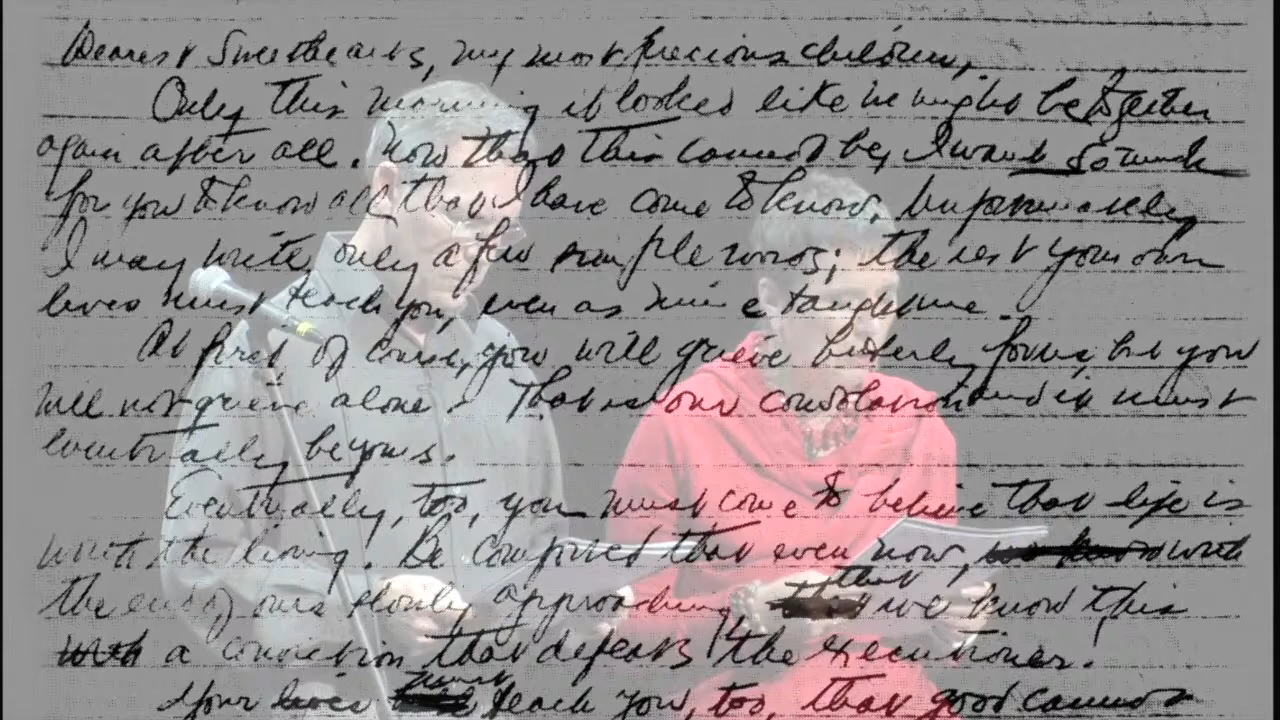 Dearest Sweethearts, my most precious children,
Only this morning it looked like we might be together
again after all. Now that this cannot be, I want so much
for you to know all that I have come to know. Unfortunately
I may write only a few simple words; the rest your own
lives must teach you, even as mine taught me.
At first, of course, you will grieve bitterly for us, but you
will not grieve alone. That is our consolation and it must
eventually be yours.
Eventually, too, you must come to believe that life is
worth the living. Be comforted that even now, with
the end of ours slowly approaching that we know this
with a conviction that defeats the executioner!
Your lives must teach you, too, that good cannot